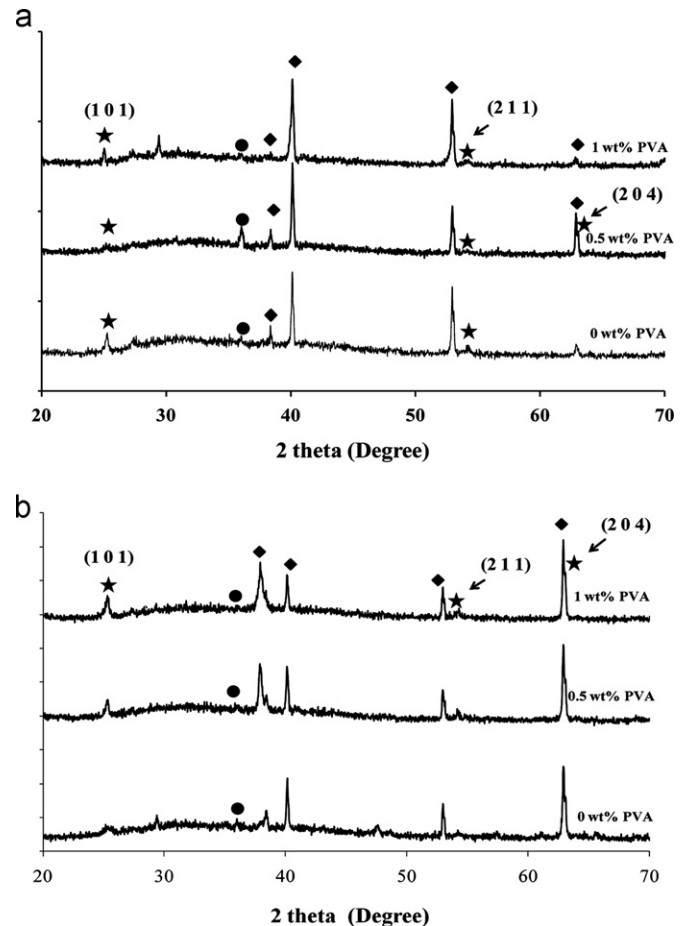 a
(1 0 1)
(2 1 1)
1 wt% PVA
(2 0 4)
0.5 wt% PVA
0 wt% PVA
20 30 40 50 60 70
2 theta (Degree)
b
(2 0 4)
(1 0 1)
(2 1 1)
1 wt% PVA
0.5 wt% PVA
0 wt% PVA
20 30 40 50 60 70
2 theta (Degree)